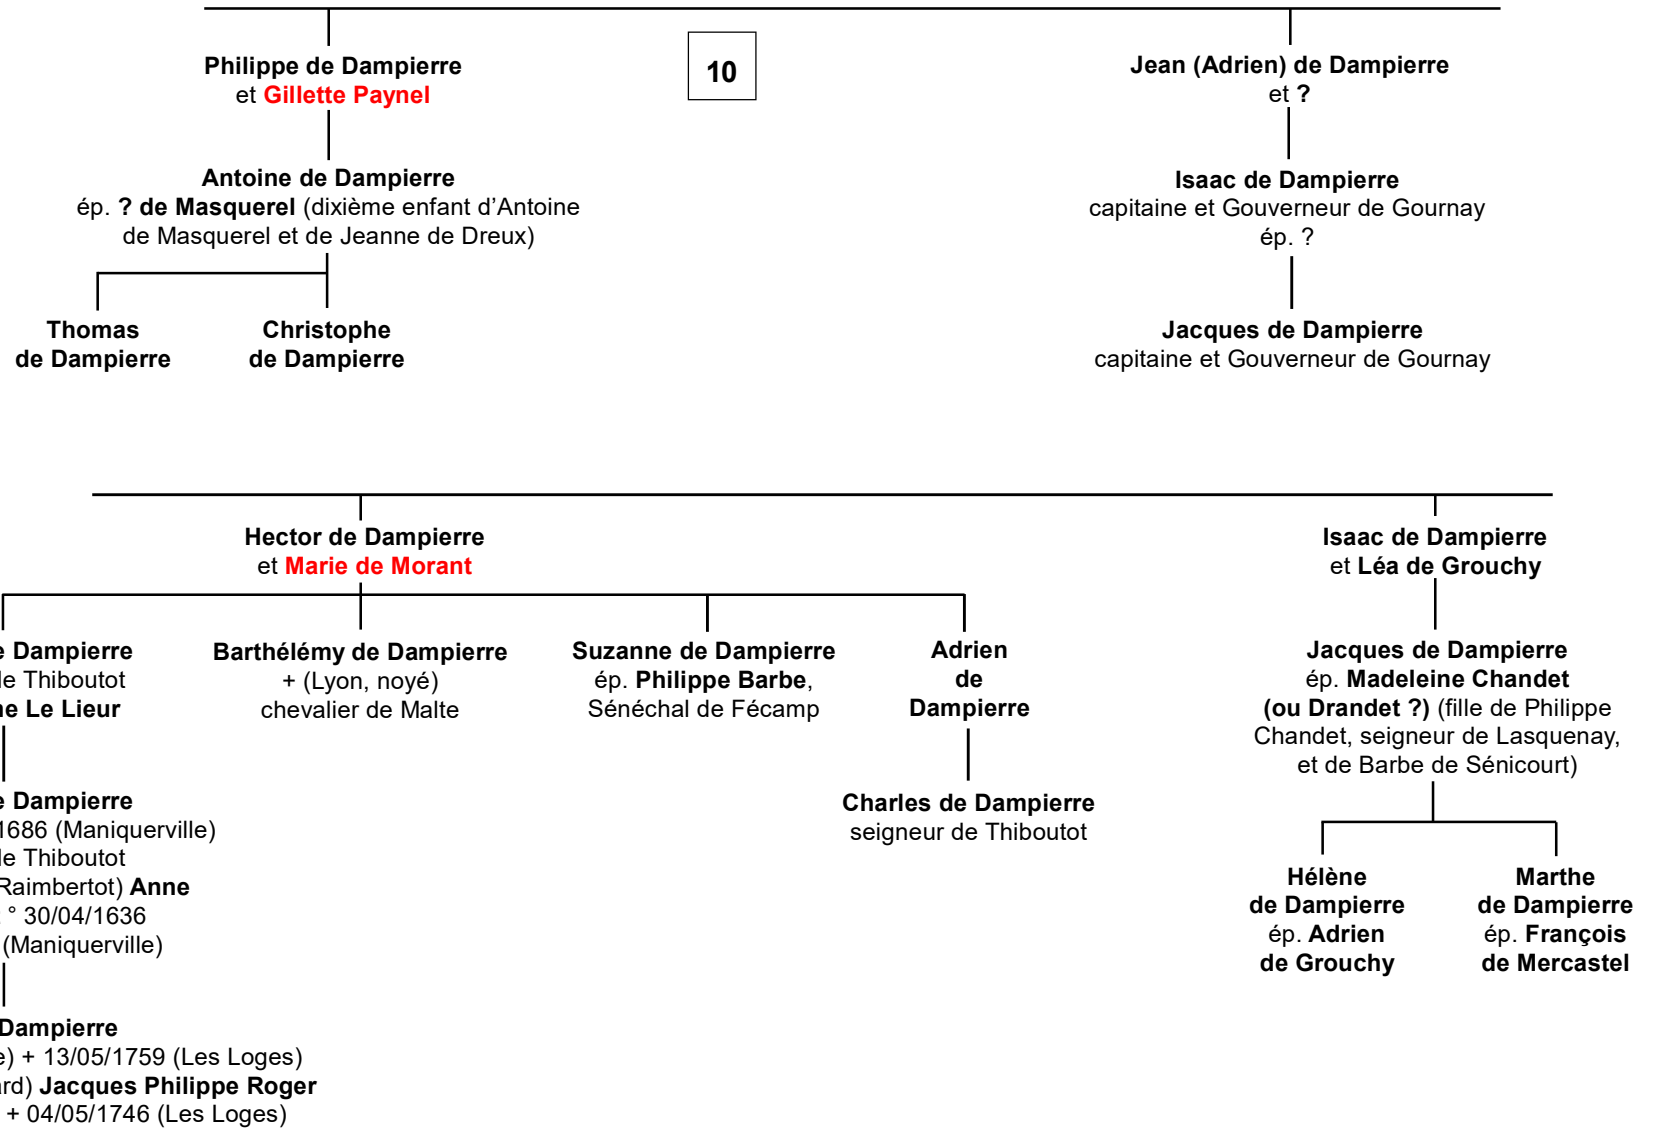 Philippe de Dampierre
et Gillette Paynel
10
Jean (Adrien) de Dampierre
et ?
Antoine de Dampierre
ép. ? de Masquerel (dixième enfant d’Antoine
de Masquerel et de Jeanne de Dreux)
Isaac de Dampierre
capitaine et Gouverneur de Gournay
ép. ?
Thomas
de Dampierre
Christophe
de Dampierre
Jacques de Dampierre
capitaine et Gouverneur de Gournay
Hector de Dampierre
et Marie de Morant
Isaac de Dampierre
et Léa de Grouchy
Dampierre
de Thiboutot
Le Lieur
Barthélémy de Dampierre
+ (Lyon, noyé)
chevalier de Malte
Suzanne de Dampierre
ép. Philippe Barbe,
Sénéchal de Fécamp
Adrien
de
Dampierre
Jacques de Dampierre
ép. Madeleine Chandet
(ou Drandet ?) (fille de Philippe
Chandet, seigneur de Lasquenay,
et de Barbe de Sénicourt)
Dampierre
1686 (Maniquerville)
de Thiboutot
Raimbertot) Anne
° 30/04/1636
(Maniquerville)
Charles de Dampierre
seigneur de Thiboutot
Hélène
de Dampierre
ép. Adrien
de Grouchy
Marthe
de Dampierre
ép. François
de Mercastel
Dampierre
e) + 13/05/1759 (Les Loges)
ard) Jacques Philippe Roger
+ 04/05/1746 (Les Loges)